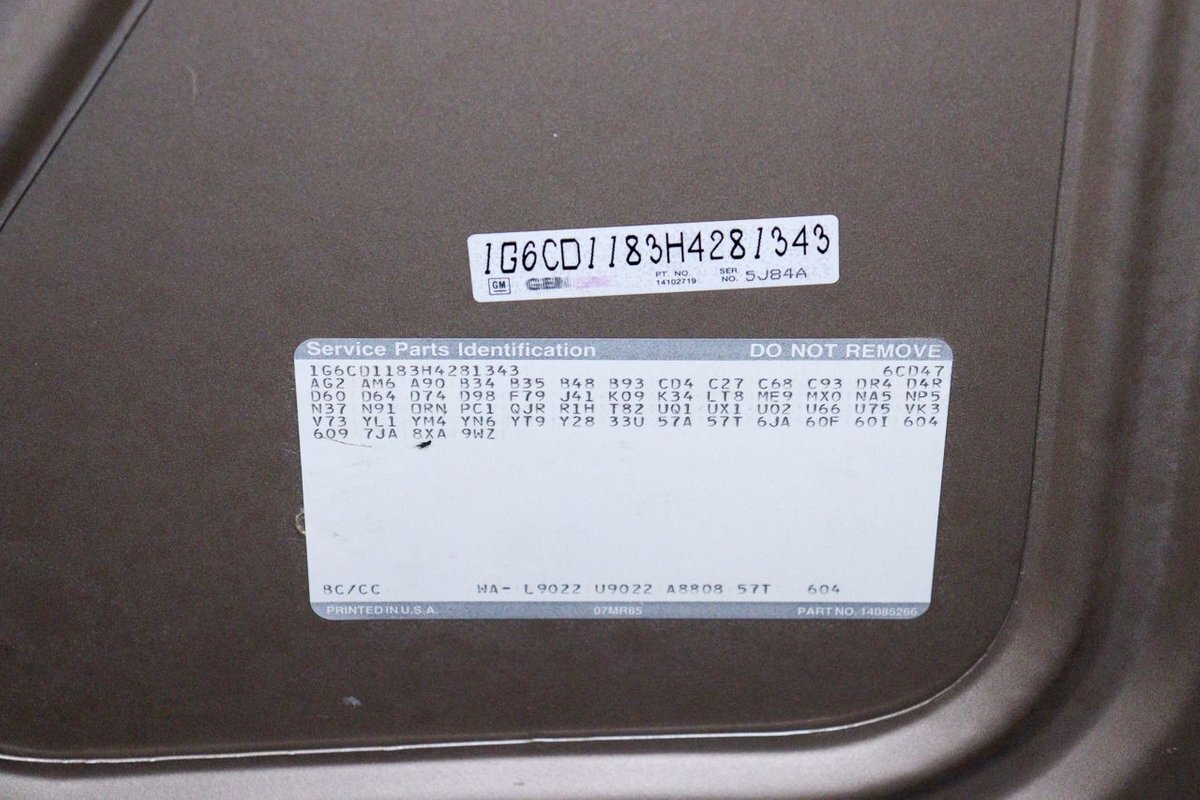 1G6CD1183H4281343
GM
PT. NO. 14102719
SER. NO. 5J84A
Service Parts Identification DO NOT REMOVE
1G6CD1183H4281343 6CD47
AG2 AM6 A90 B34 B35 B48 B93 CD4 C27 C68 C93 DR4 D4R
D60 D64 D74 D98 F79 J41 K09 K34 LT8 ME9 MX0 NA5 NP5
N37 N91 ORN PC1 QJR R1H T82 UQ1 UX1 U02 U66 U75 VK3
V73 YL1 YM4 YN6 YT9 Y28 33U 57A 57T 6JA 60F 60I 604
609 7JA 8XA 9WZ
BC/CC WA- L9022 U9022 A8808 57T 604
PRINTED IN U.S.A. 07MR85 PART NO. 14085266